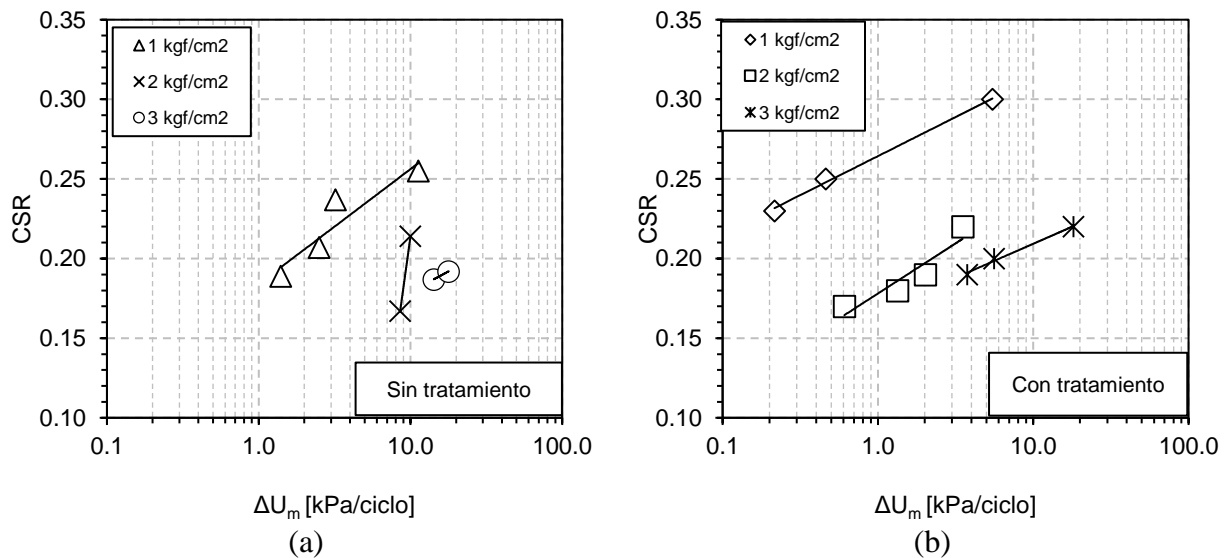 0.35
0.30
0.25
0.20
0.15
0.10
CSR
1 kgf/cm2
2 kgf/cm2
3 kgf/cm2
Sin tratamiento
0.1 1.0 10.0 100.0
ΔUm [kPa/ciclo]
(a)
0.35
0.30
0.25
0.20
0.15
0.10
CSR
1 kgf/cm2
2 kgf/cm2
3 kgf/cm2
Con tratamiento
0.1 1.0 10.0 100.0
ΔUm [kPa/ciclo]
(b)